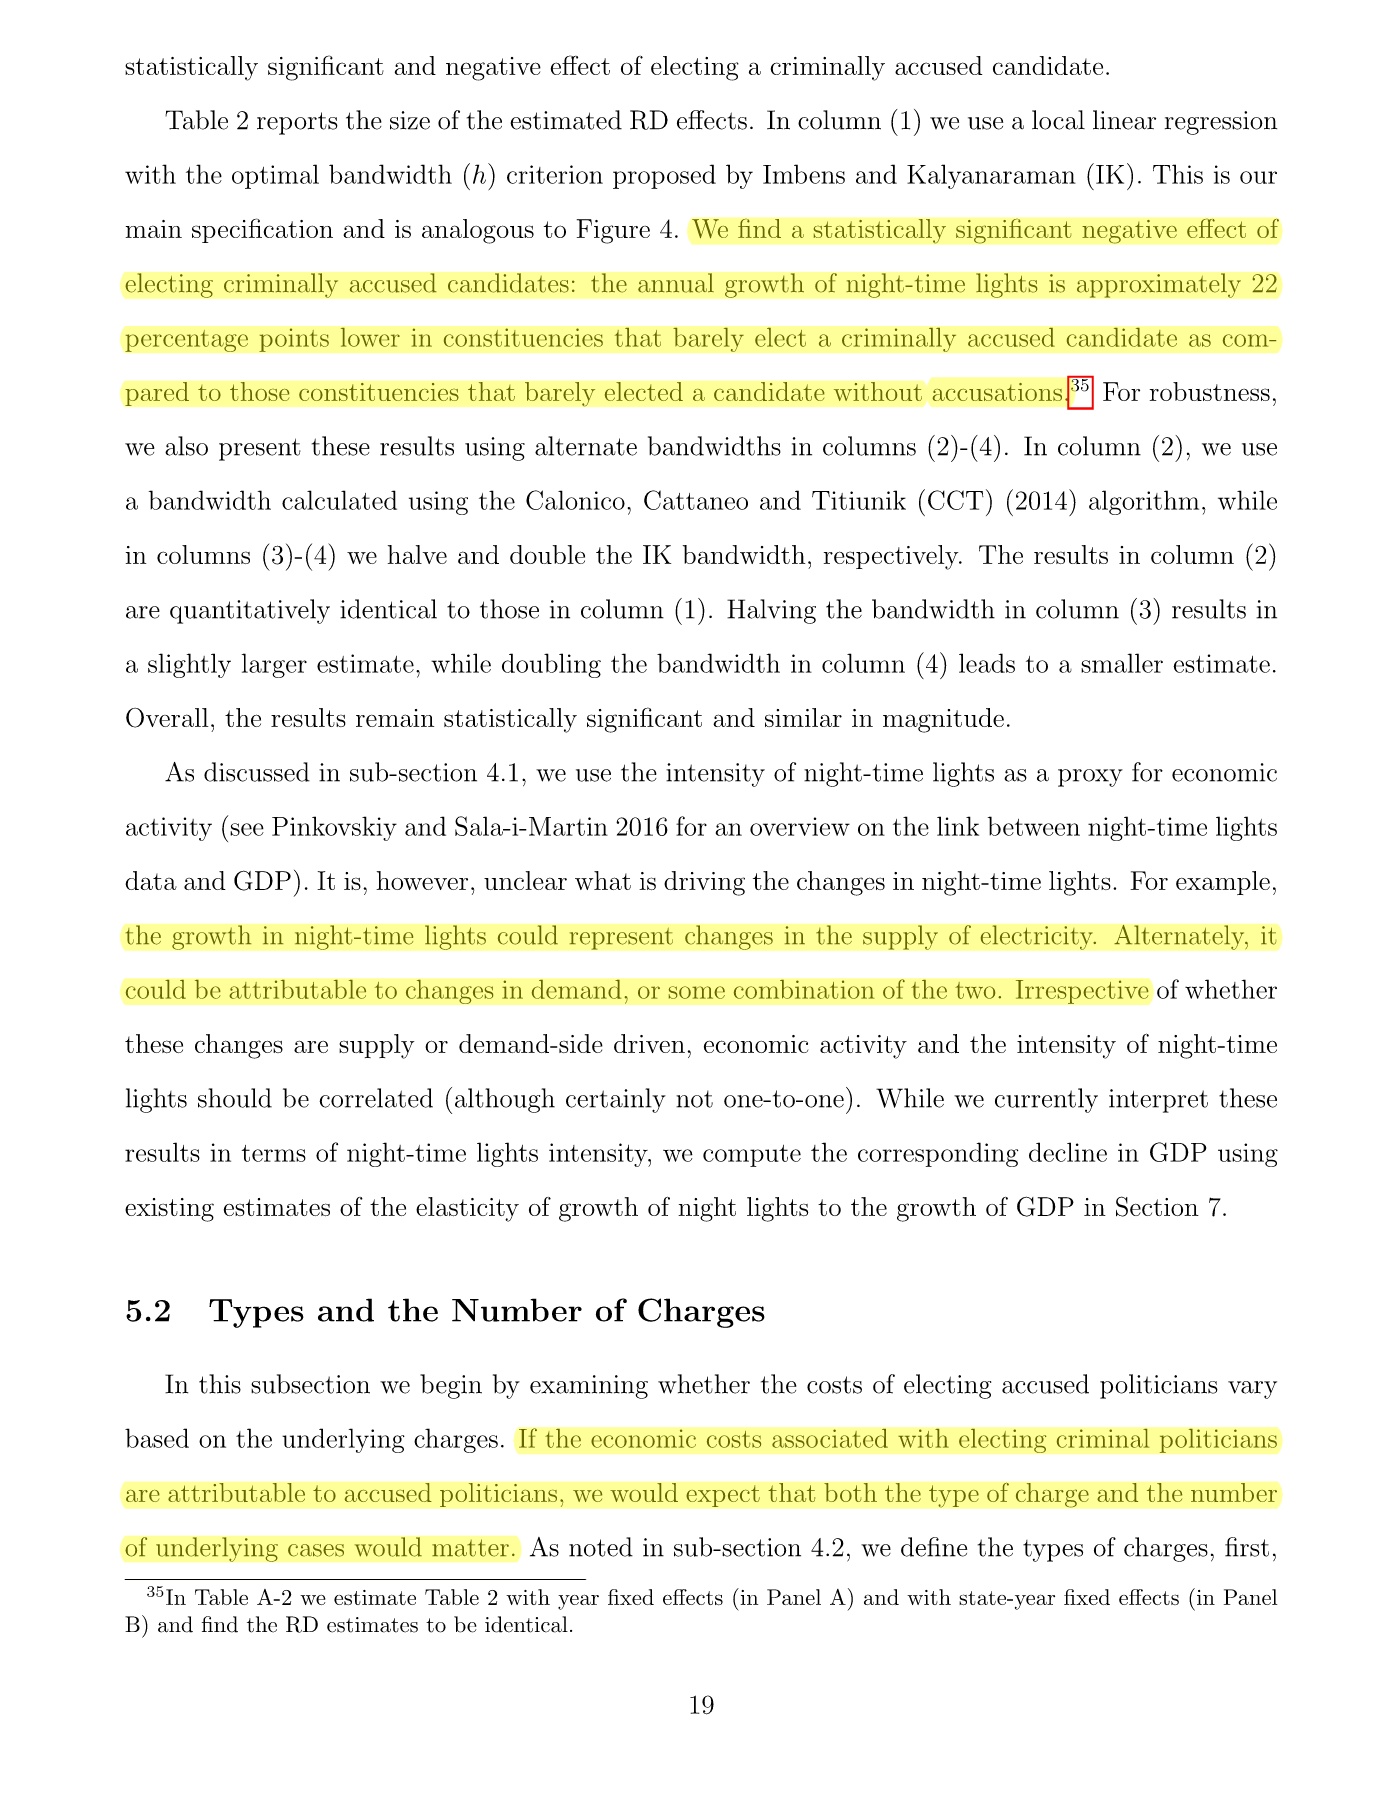 statistically significant and negative effect of electing a criminally accused candidate.
Table 2 reports the size of the estimated RD effects. In column (1) we use a local linear regression
with the optimal bandwidth (h) criterion proposed by Imbens and Kalyanaraman (IK). This is our
main specification and is analogous to Figure 4. We find a statistically significant negative effect of
electing criminally accused candidates: the annual growth of night-time lights is approximately 22
percentage points lower in constituencies that barely elect a criminally accused candidate as com-
pared to those constituencies that barely elected a candidate without accusations.35 For robustness,
we also present these results using alternate bandwidths in columns (2)-(4). In column (2), we use
a bandwidth calculated using the Calonico, Cattaneo and Titiunik (CCT) (2014) algorithm, while
in columns (3)-(4) we halve and double the IK bandwidth, respectively. The results in column (2)
are quantitatively identical to those in column (1). Halving the bandwidth in column (3) results in
a slightly larger estimate, while doubling the bandwidth in column (4) leads to a smaller estimate.
Overall, the results remain statistically significant and similar in magnitude.
As discussed in sub-section 4.1, we use the intensity of night-time lights as a proxy for economic
activity (see Pinkovskiy and Sala-i-Martin 2016 for an overview on the link between night-time lights
data and GDP). It is, however, unclear what is driving the changes in night-time lights. For example,
the growth in night-time lights could represent changes in the supply of electricity. Alternately, it
could be attributable to changes in demand, or some combination of the two. Irrespective of whether
these changes are supply or demand-side driven, economic activity and the intensity of night-time
lights should be correlated (although certainly not one-to-one). While we currently interpret these
results in terms of night-time lights intensity, we compute the corresponding decline in GDP using
existing estimates of the elasticity of growth of night lights to the growth of GDP in Section 7.
5.2 Types and the Number of Charges
In this subsection we begin by examining whether the costs of electing accused politicians vary
based on the underlying charges. If the economic costs associated with electing criminal politicians
are attributable to accused politicians, we would expect that both the type of charge and the number
of underlying cases would matter. As noted in sub-section 4.2, we define the types of charges, first,
35In Table A-2 we estimate Table 2 with year fixed effects (in Panel A) and with state-year fixed effects (in Panel
B) and find the RD estimates to be identical.
19